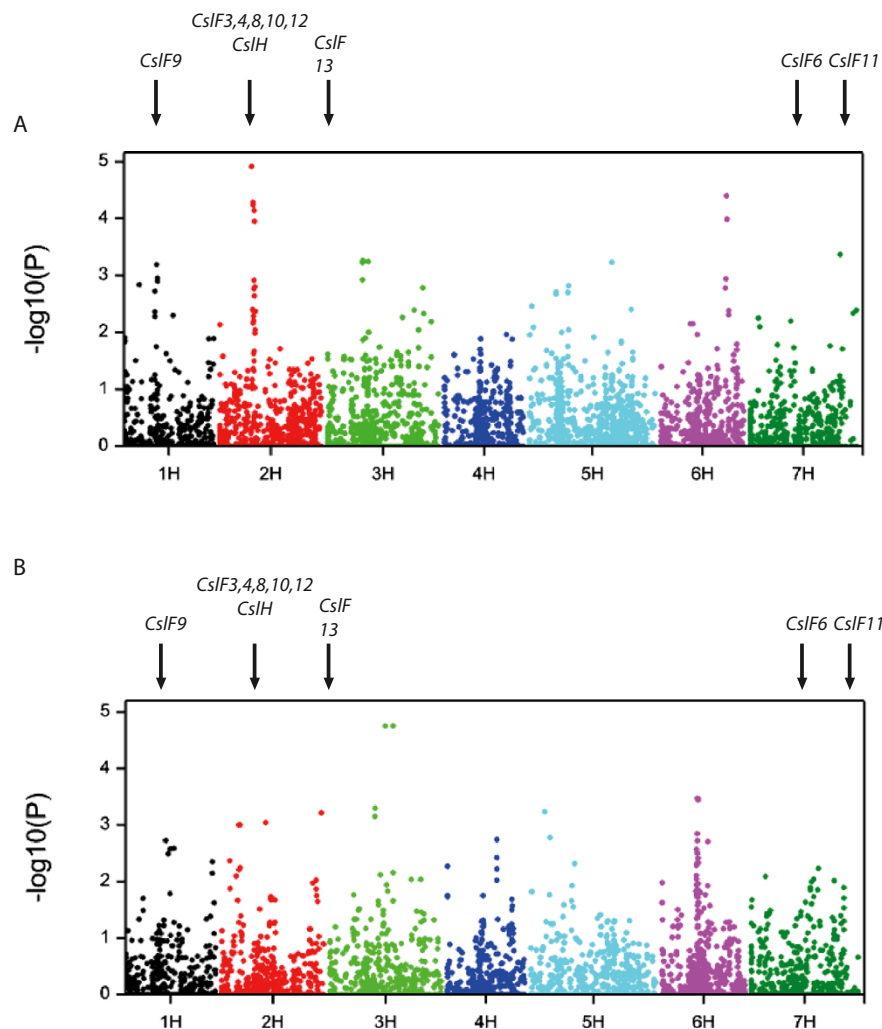 CslF3,4,8,10,12
CslH
CslF9
CslF
13
CslF6 CslF11
A
5
4
3
2
1
0
-log10(P)
1H 2H 3H 4H 5H 6H 7H
B
CslF3,4,8,10,12
CslH
CslF9
CslF
13
CslF6 CslF11
5
4
3
2
1
0
-log10(P)
1H 2H 3H 4H 5H 6H 7H